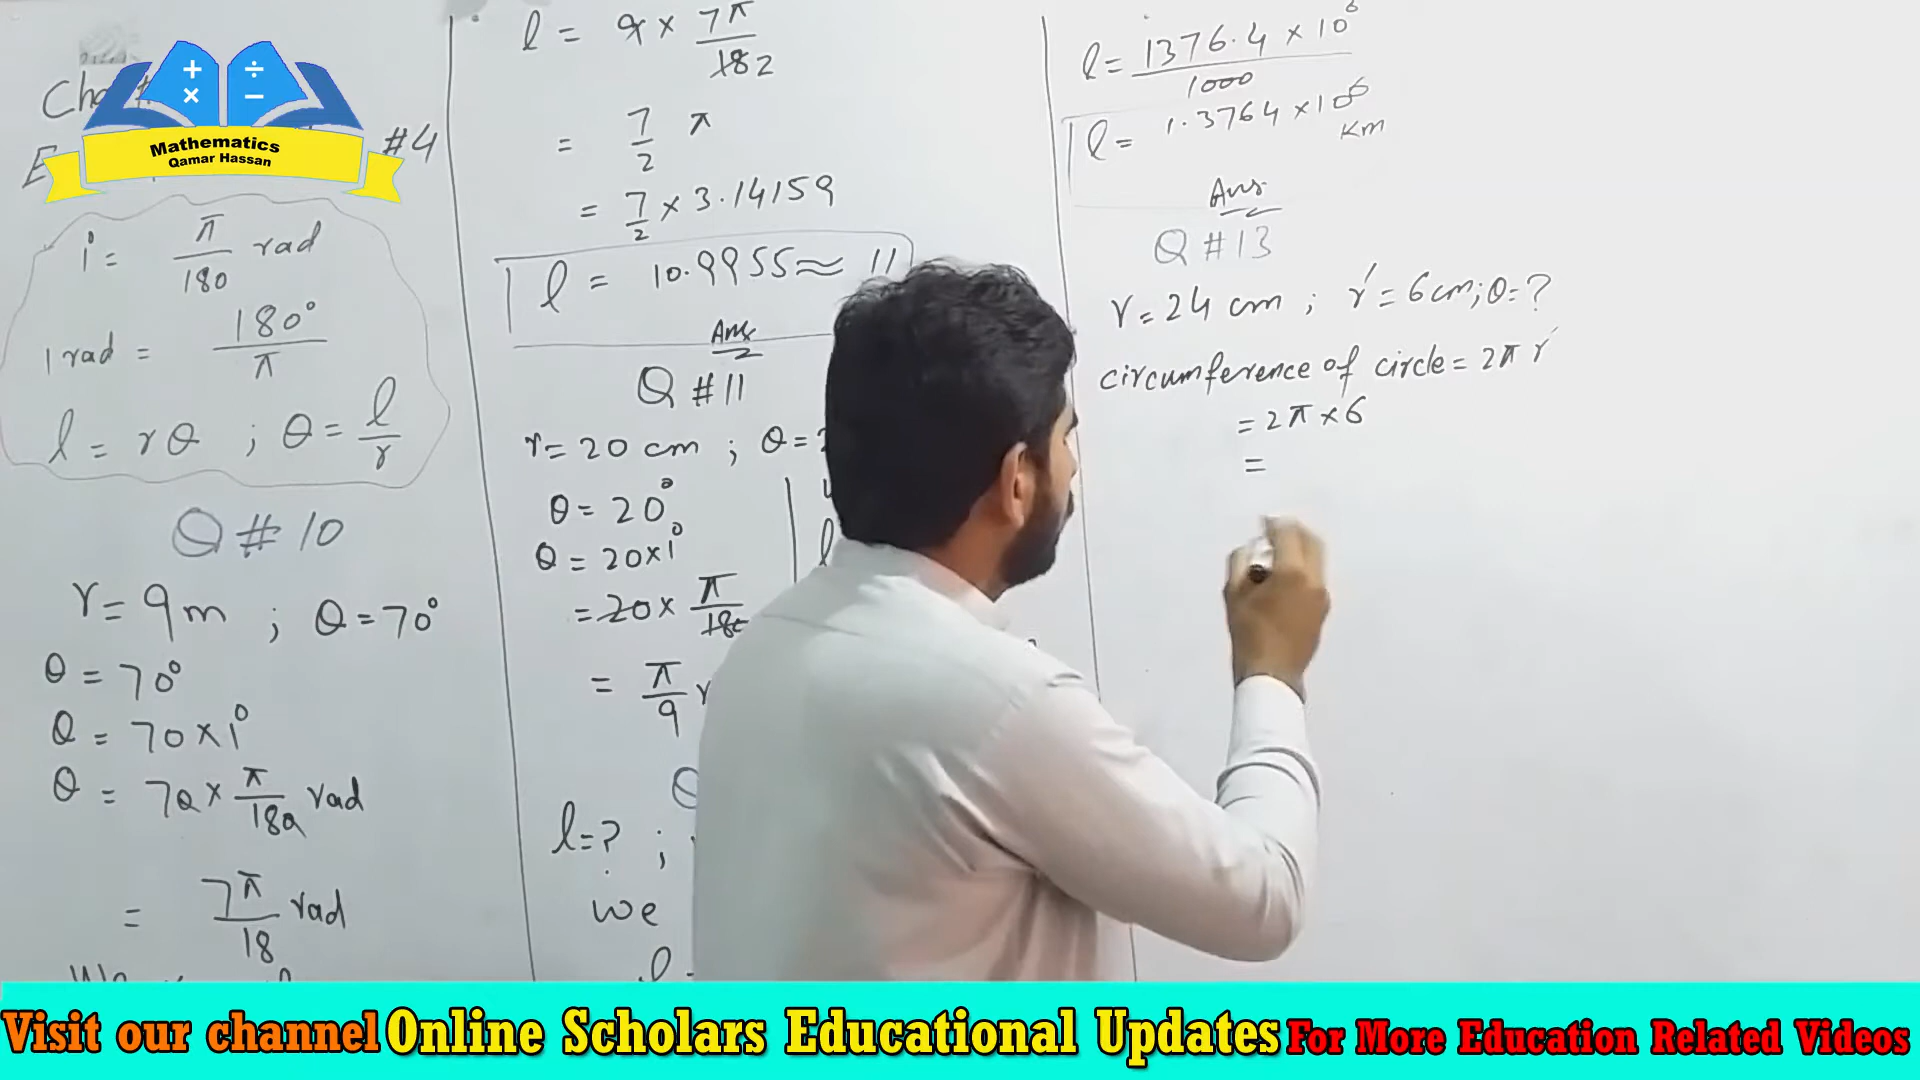 + ÷
× −
Mathematics
Qamar Hassan
#4
1° = π/180 rad
1 rad = 180°/π
l = rθ ; θ = l/r
Q # 10
r = 9m ; θ = 70°
θ = 70°
θ = 70×1°
θ = 70 × π/180 rad
= 7π/18 rad
l = 9 × 7π/18 2
= 7/2 π
= 7/2 × 3.14159
l = 10.9955 ≈ 11
Ans
Q # 11
r = 20 cm ; θ =
θ = 20°
θ = 20×1°
= 20 × π/180
= π/9
l = ? ;
we
l
l = 1376.4 × 10⁶/1000
l = 1.3764 × 10⁶ Km
Ans
Q # 13
r = 24 cm ; r′ = 6cm; θ = ?
circumference of circle = 2π r′
= 2π × 6
=
Visit our channel Online Scholars Educational Updates For More Education Related Videos